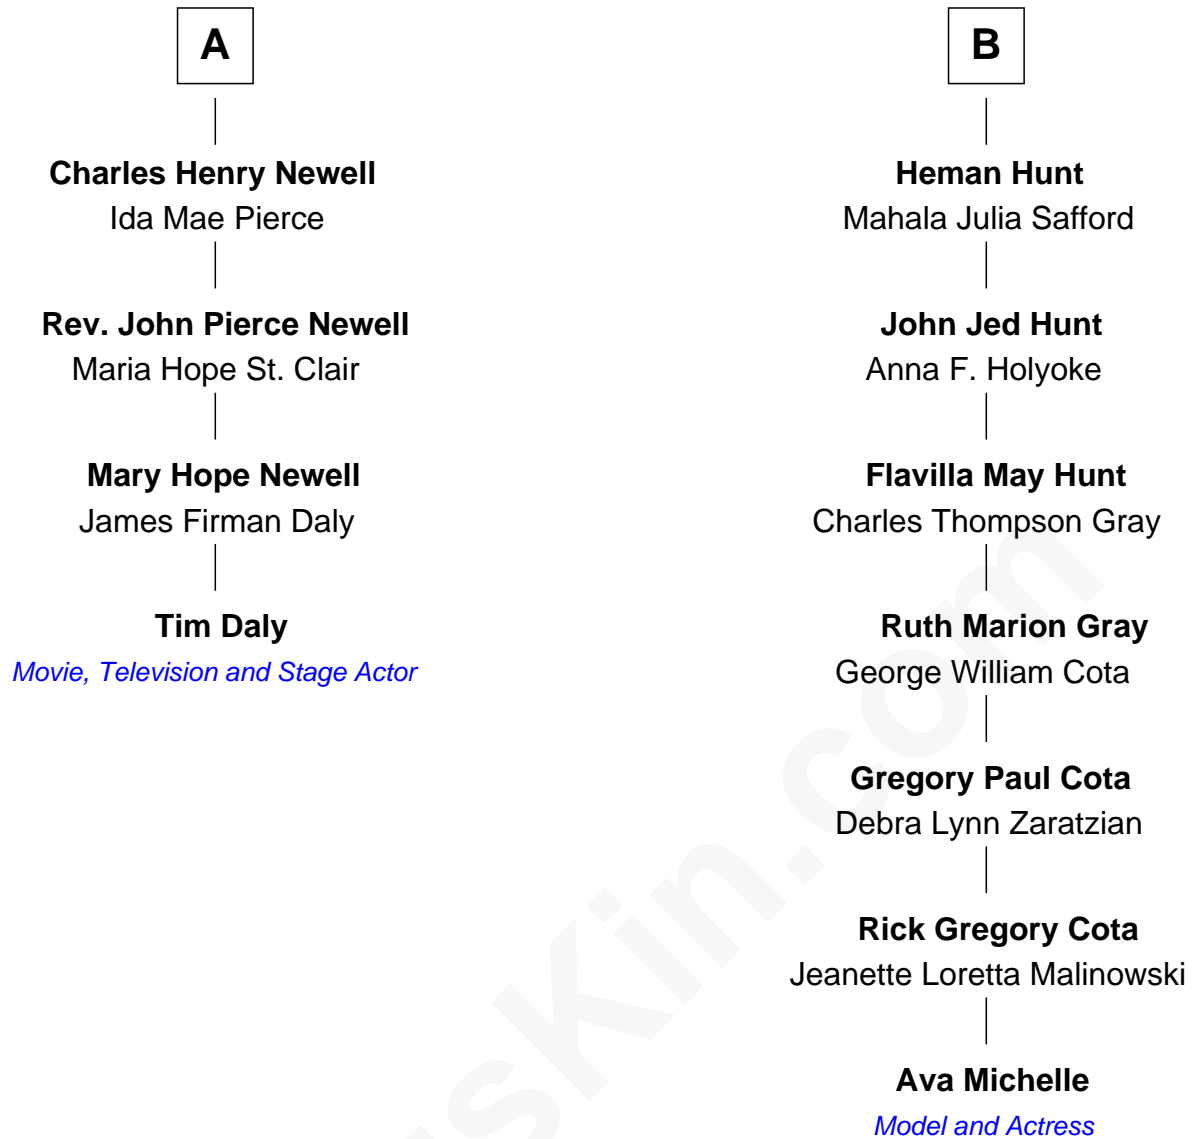 A
Charles Henry Newell
Ida Mae Pierce
Rev. John Pierce Newell
Maria Hope St. Clair
Mary Hope Newell
James Firman Daly
Tim Daly
Movie, Television and Stage Actor
B
Heman Hunt
Mahala Julia Safford
John Jed Hunt
Anna F. Holyoke
Flavilla May Hunt
Charles Thompson Gray
Ruth Marion Gray
George William Cota
Gregory Paul Cota
Debra Lynn Zaratzian
Rick Gregory Cota
Jeanette Loretta Malinowski
Ava Michelle
Model and Actress
sKin.com